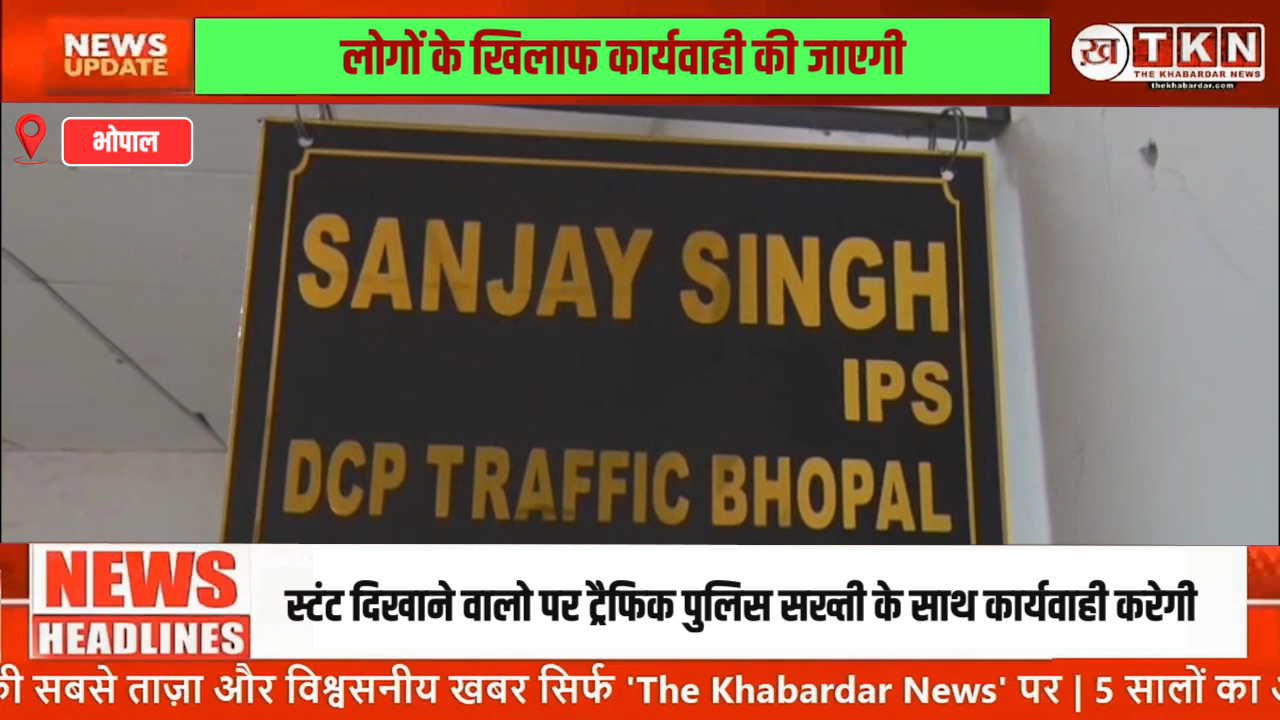 NEWS
UPDATE
लोगों के खिलाफ कार्यवाही की जाएगी
ख़ TKN
THE KHABARDAR NEWS
thekhabardar.com
भोपाल
SANJAY SINGH
IPS
DCP TRAFFIC BHOPAL
NEWS
HEADLINES
स्टंट दिखाने वालो पर ट्रैफिक पुलिस सख्ती के साथ कार्यवाही करेगी
की सबसे ताज़ा और विश्वसनीय खबर सिर्फ 'The Khabardar News' पर | 5 सालों का